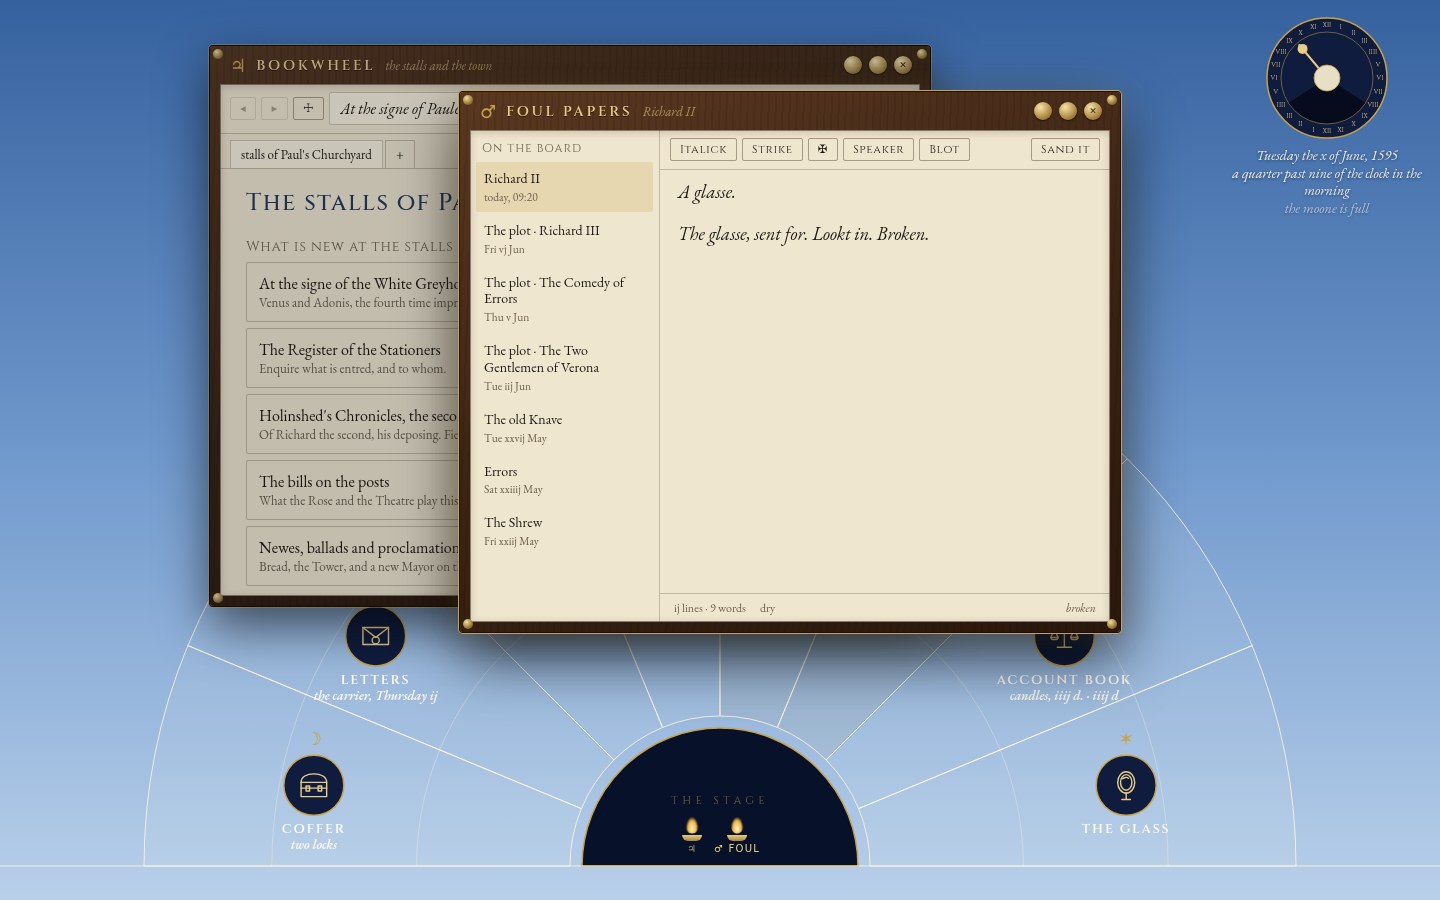 BOOKWHEEL the stalls and the town
At the signe of Paule
stalls of Paul's Churchyard +
THE STALLS OF PA
WHAT IS NEW AT THE STALLS
At the signe of the White Greyho
Venus and Adonis, the fourth time impr
The Register of the Stationers
Enquire what is entred, and to whom.
Holinshed's Chronicles, the seco
Of Richard the second, his deposing. Fie
The bills on the posts
What the Rose and the Theatre play this
Newes, ballads and proclamation
Bread, the Tower, and a new Mayor on t
FOUL PAPERS Richard II
ON THE BOARD
Richard II
today, 09:20
The plot · Richard III
Fri vj Jun
The plot · The Comedy of
Errors
Thu v Jun
The plot · The Two
Gentlemen of Verona
Tue iij Jun
The old Knave
Tue xxvij May
Errors
Sat xxiiij May
The Shrew
Fri xxiij May
ITALICK STRIKE ✠ SPEAKER BLOT SAND IT
A glasse.
The glasse, sent for. Lookt in. Broken.
ij lines · 9 words dry broken
Tuesday the x of June, 1595
a quarter past nine of the clock in the
morning
the moone is full
LETTERS
the carrier, Thursday ij
COFFER
two locks
THE STAGE
♃ ♂ FOUL
ACCOUNT BOOK
candles, iiij d. · iiij d
THE GLASS